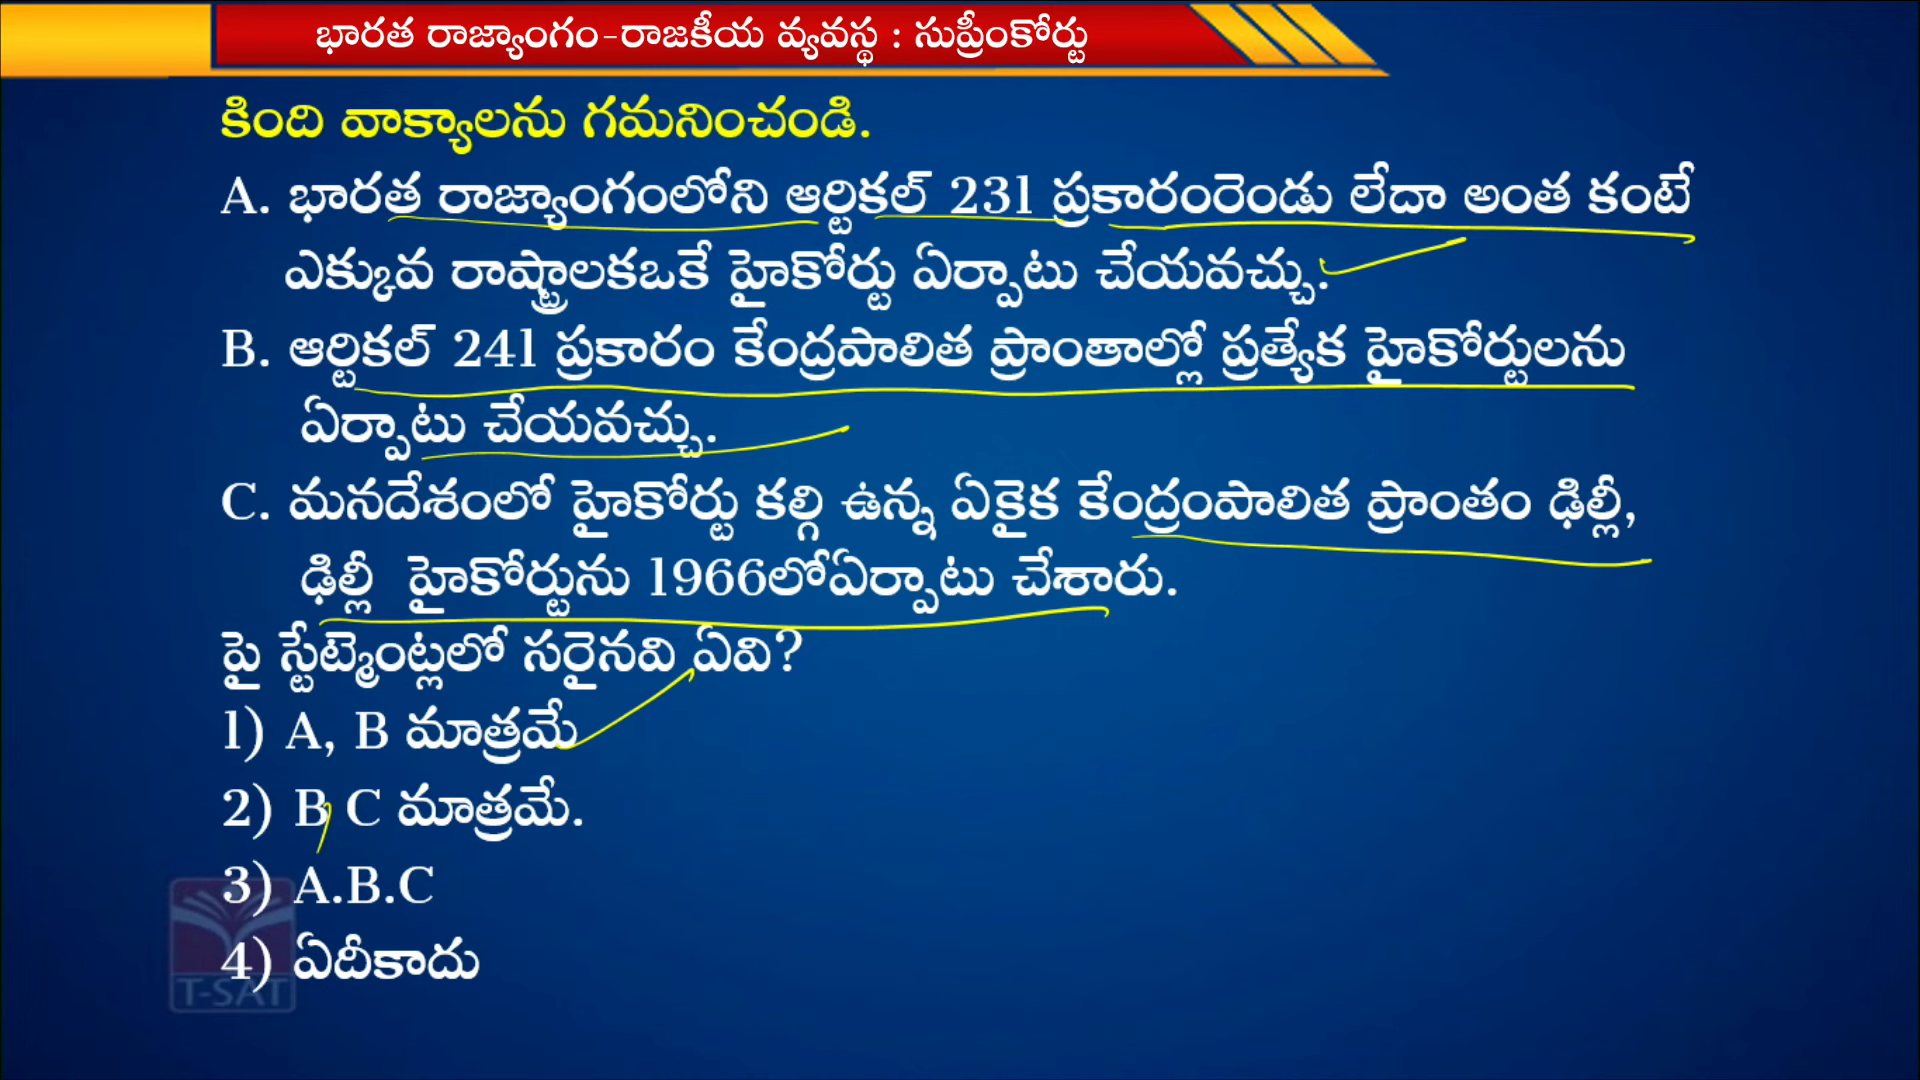 భారత రాజ్యాంగం-రాజకీయ వ్యవస్థ : సుప్రీంకోర్టు
కింది వాక్యాలను గమనించండి.
A. భారత రాజ్యాంగంలోని ఆర్టికల్ 231 ప్రకారంరెండు లేదా అంత కంటే
ఎక్కువ రాష్ట్రాలకఒకే హైకోర్టు ఏర్పాటు చేయవచ్చు.
B. ఆర్టికల్ 241 ప్రకారం కేంద్రపాలిత ప్రాంతాల్లో ప్రత్యేక హైకోర్టులను
ఏర్పాటు చేయవచ్చు.
C. మనదేశంలో హైకోర్టు కల్గి ఉన్న ఏకైక కేంద్రంపాలిత ప్రాంతం ఢిల్లీ,
ఢిల్లీ హైకోర్టును 1966లోఏర్పాటు చేశారు.
పై స్టేట్మెంట్లలో సరైనవి ఏవి?
1) A, B మాత్రమే
2) B C మాత్రమే.
3) A.B.C
4) ఏదీకాదు
T-SAT